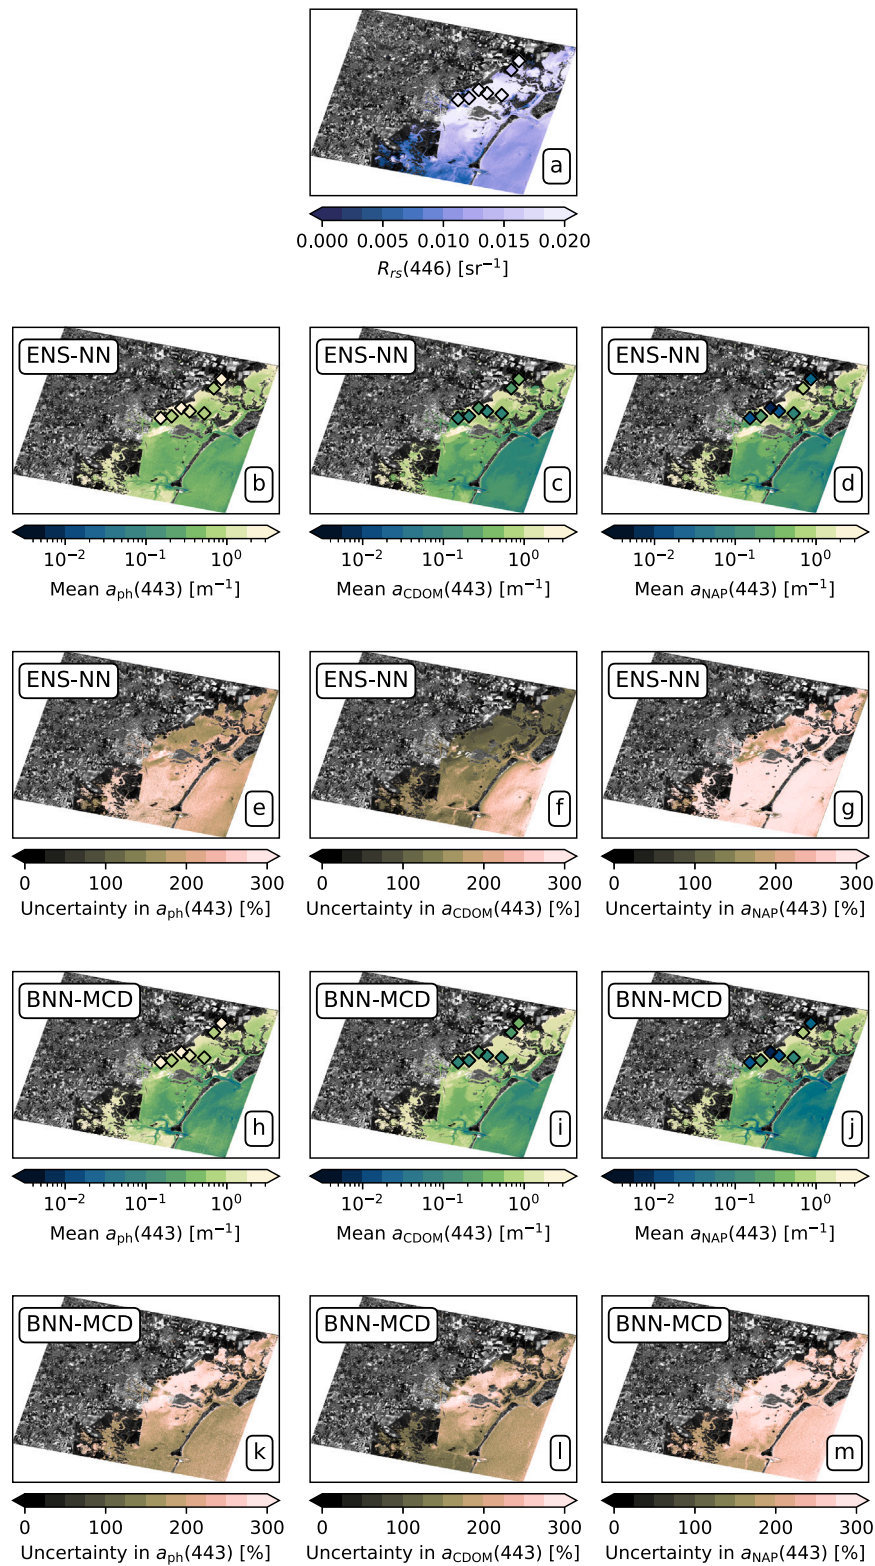 a
0.000 0.005 0.010 0.015 0.020
Rrs(446) [sr⁻¹]
ENS-NN ENS-NN ENS-NN
b c d
10⁻² 10⁻¹ 10⁰ 10⁻² 10⁻¹ 10⁰ 10⁻² 10⁻¹ 10⁰
Mean aph(443) [m⁻¹] Mean aCDOM(443) [m⁻¹] Mean aNAP(443) [m⁻¹]
ENS-NN ENS-NN ENS-NN
e f g
0 100 200 300 0 100 200 300 0 100 200 300
Uncertainty in aph(443) [%] Uncertainty in aCDOM(443) [%] Uncertainty in aNAP(443) [%]
BNN-MCD BNN-MCD BNN-MCD
h i j
10⁻² 10⁻¹ 10⁰ 10⁻² 10⁻¹ 10⁰ 10⁻² 10⁻¹ 10⁰
Mean aph(443) [m⁻¹] Mean aCDOM(443) [m⁻¹] Mean aNAP(443) [m⁻¹]
BNN-MCD BNN-MCD BNN-MCD
k l m
0 100 200 300 0 100 200 300 0 100 200 300
Uncertainty in aph(443) [%] Uncertainty in aCDOM(443) [%] Uncertainty in aNAP(443) [%]